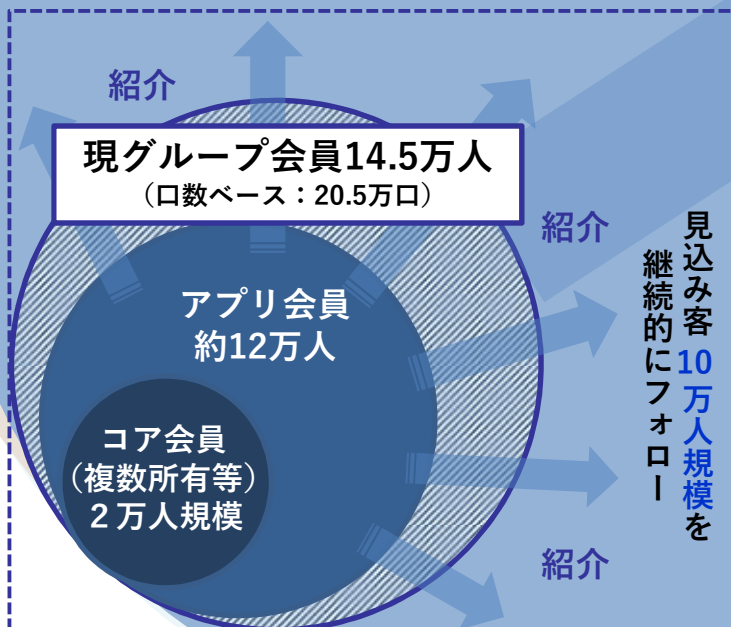 紹介
現グループ会員14.5万人
（口数ベース：20.5万口）
紹介
アプリ会員
約12万人
コア会員
（複数所有等）
２万人規模
紹介
見込み客10万人規模を
継続的にフォロー